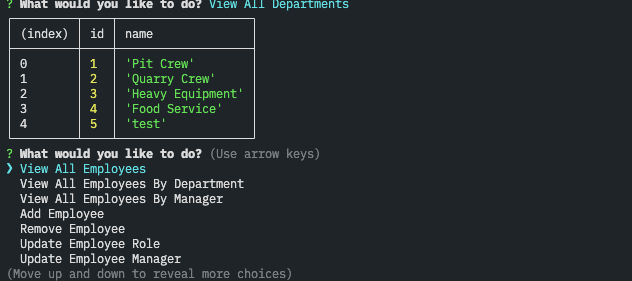 ? What would you like to do? View All Departments
(index) id name
0 1 'Pit Crew'
1 2 'Quarry Crew'
2 3 'Heavy Equipment'
3 4 'Food Service'
4 5 'test'
? What would you like to do? (Use arrow keys)
❯ View All Employees
View All Employees By Department
View All Employees By Manager
Add Employee
Remove Employee
Update Employee Role
Update Employee Manager
(Move up and down to reveal more choices)